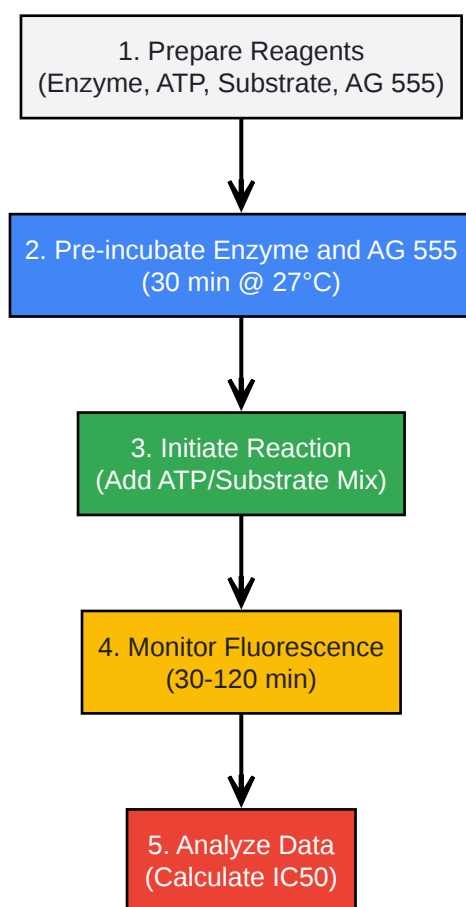 1. Prepare Reagents
(Enzyme, ATP, Substrate, AG 555)
2. Pre-incubate Enzyme and AG 555
(30 min @ 27°C)
3. Initiate Reaction
(Add ATP/Substrate Mix)
4. Monitor Fluorescence
(30-120 min)
5. Analyze Data
(Calculate IC50)